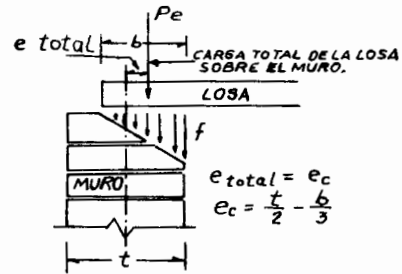 Pe
e total
b
CARGA TOTAL DE LA LOSA
SOBRE EL MURO.
LOSA
f
MURO
e total = ec
ec = t/2 - b/3
t